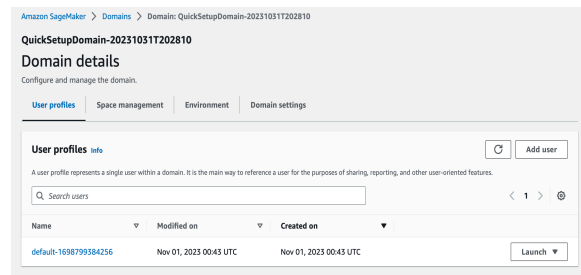 Amazon SageMaker > Domains > Domain: QuickSetupDomain-20231031T202810
QuickSetupDomain-20231031T202810
Domain details
Configure and manage the domain.
User profiles Space management Environment Domain settings
User profiles Info
Add user
A user profile represents a single user within a domain. It is the main way to reference a user for the purposes of sharing, reporting, and other user-oriented features.
Search users
< 1 >
Name Modified on Created on
default-1698799384256 Nov 01, 2023 00:43 UTC Nov 01, 2023 00:43 UTC Launch